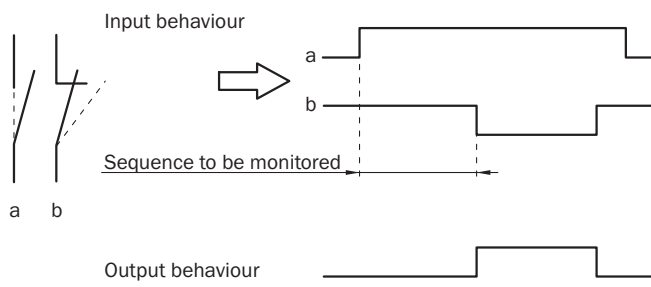 Input behaviour
a
b
Sequence to be monitored
a b
Output behaviour